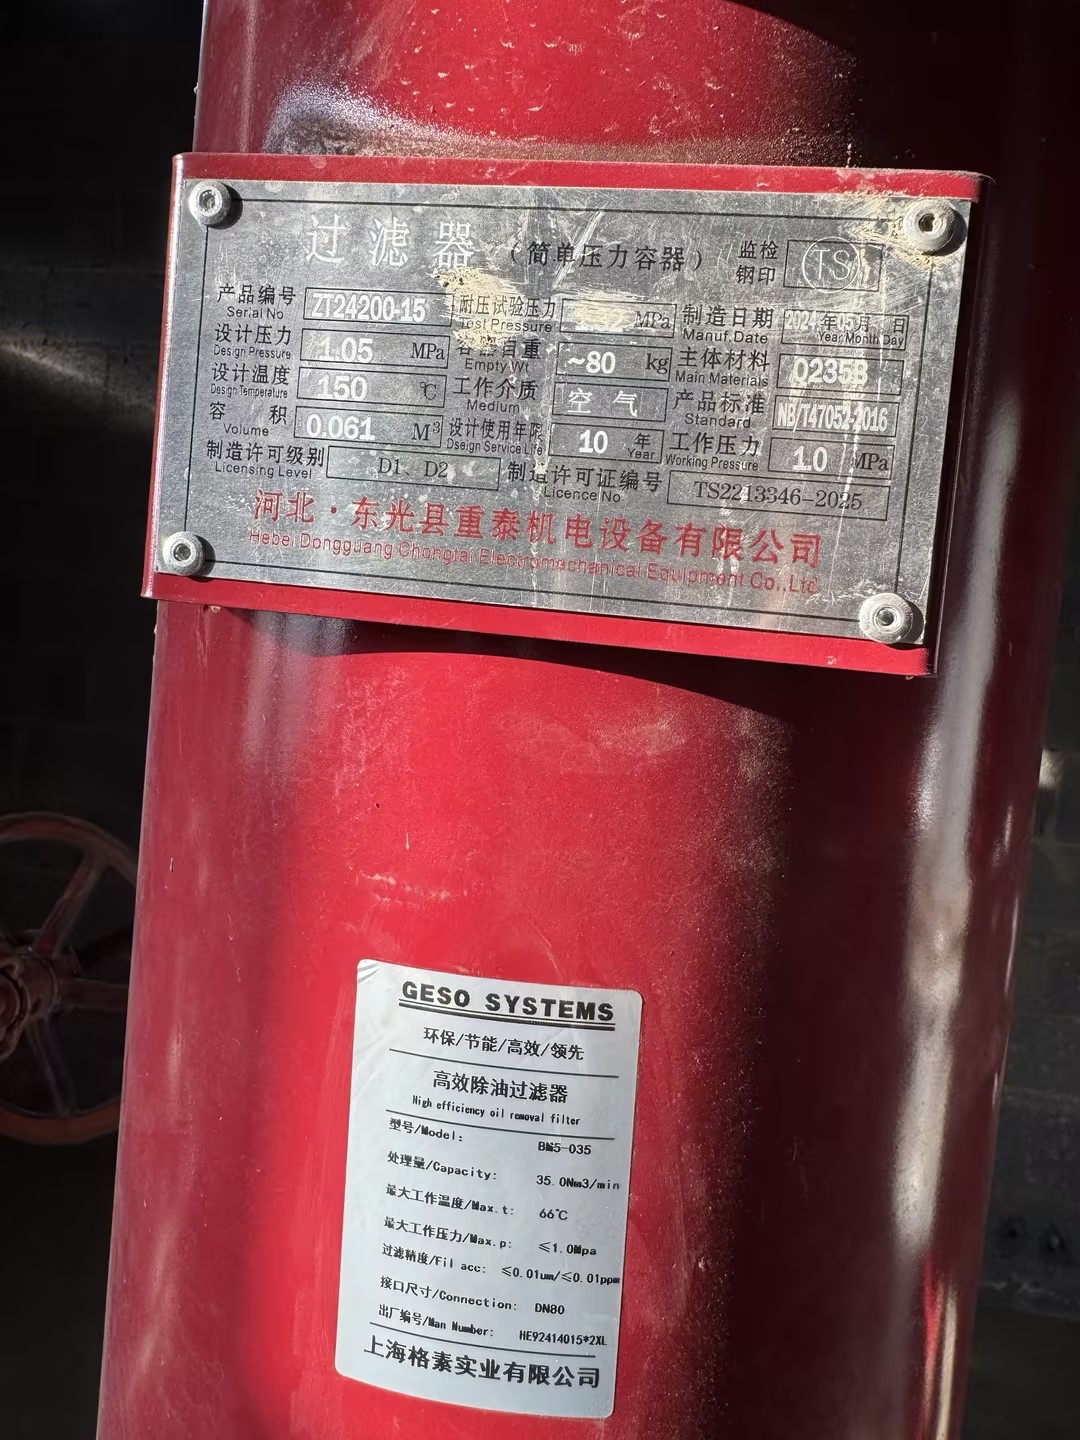 过滤器（简单压力容器） 监检钢印 TS
产品编号 Serial No ZT24200-15 耐压试验压力 Test Pressure MPa 制造日期 Manuf.Date 2024年05月 日 Year Month Day
设计压力 Design Pressure 1.05 MPa 容器自重 Empty Wt ~80 kg 主体材料 Main Materials Q235B
设计温度 Design Temperature 150 ℃ 工作介质 Medium 空气 产品标准 Standard NB/T47052-2016
容积 Volume 0.061 M³ 设计使用年限 Dseign Service Life 10 年 Year 工作压力 Working Pressure 1.0 MPa
制造许可级别 Licensing Level D1、D2 制造许可证编号 Licence No TS2213346-2025
河北·东光县重泰机电设备有限公司
Hebei Dongguang Chongtai Electromechanical Equipment Co.,Ltd
GESO SYSTEMS
环保/节能/高效/领先
高效除油过滤器
High efficiency oil removal filter
型号/Model: -035
处理量/Capacity: 35.0Nm3/min
最大工作温度/Max.t: 66℃
最大工作压力/Max.p: ≤1.0Mpa
过滤精度/Fil acc: ≤0.01um/≤0.01ppm
接口尺寸/Connection: DN80
出厂编号/Man Number: HE92414015*2XL
上海格素实业有限公司